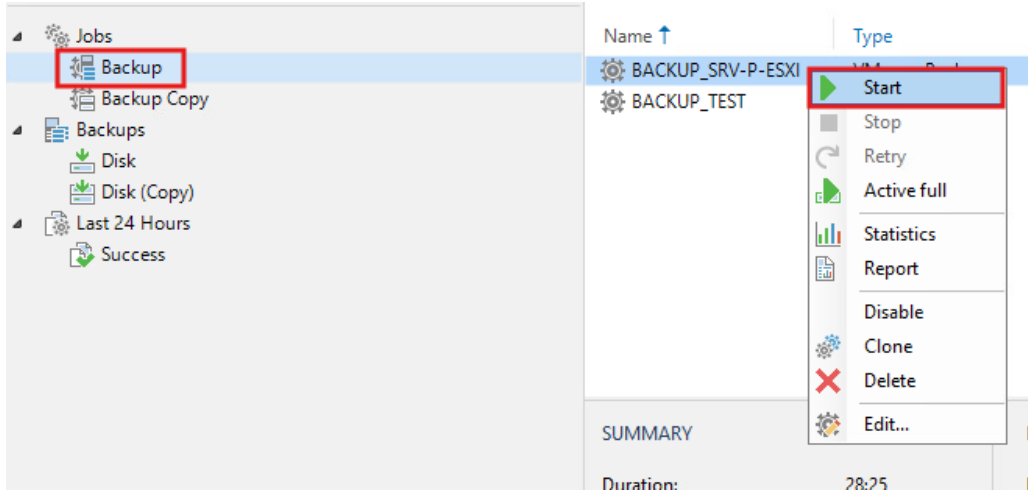 Jobs
Backup
Backup Copy
Backups
Disk
Disk (Copy)
Last 24 Hours
Success
Name Type
BACKUP_SRV-P-ESXI
BACKUP_TEST
Start
Stop
Retry
Active full
Statistics
Report
Disable
Clone
Delete
Edit...
SUMMARY
Duration: 28:25